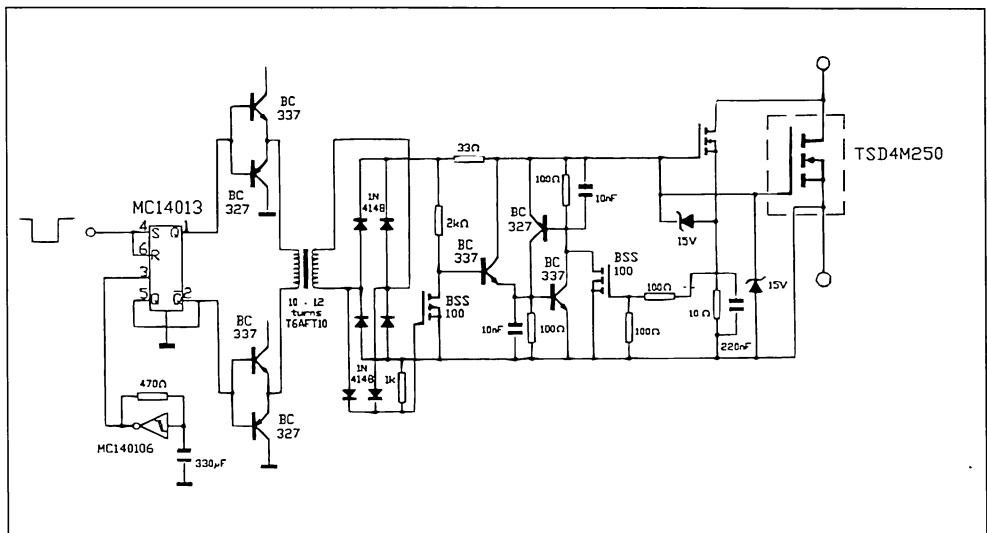 BC
337
BC
327
MC14013
4
S
Q
1
6
R
3
5
Q
Q
2
BC
337
BC
327
470Ω
MC140106
330µF
10 - 12
turns
T6AFT10
1N
4148
1N
4148
1k
33Ω
2kΩ
BSS
100
BC
337
10nF
100Ω
BC
327
BC
337
100Ω
10nF
BSS
100
100Ω
100Ω
15V
10Ω
220nF
15V
TSD4M250